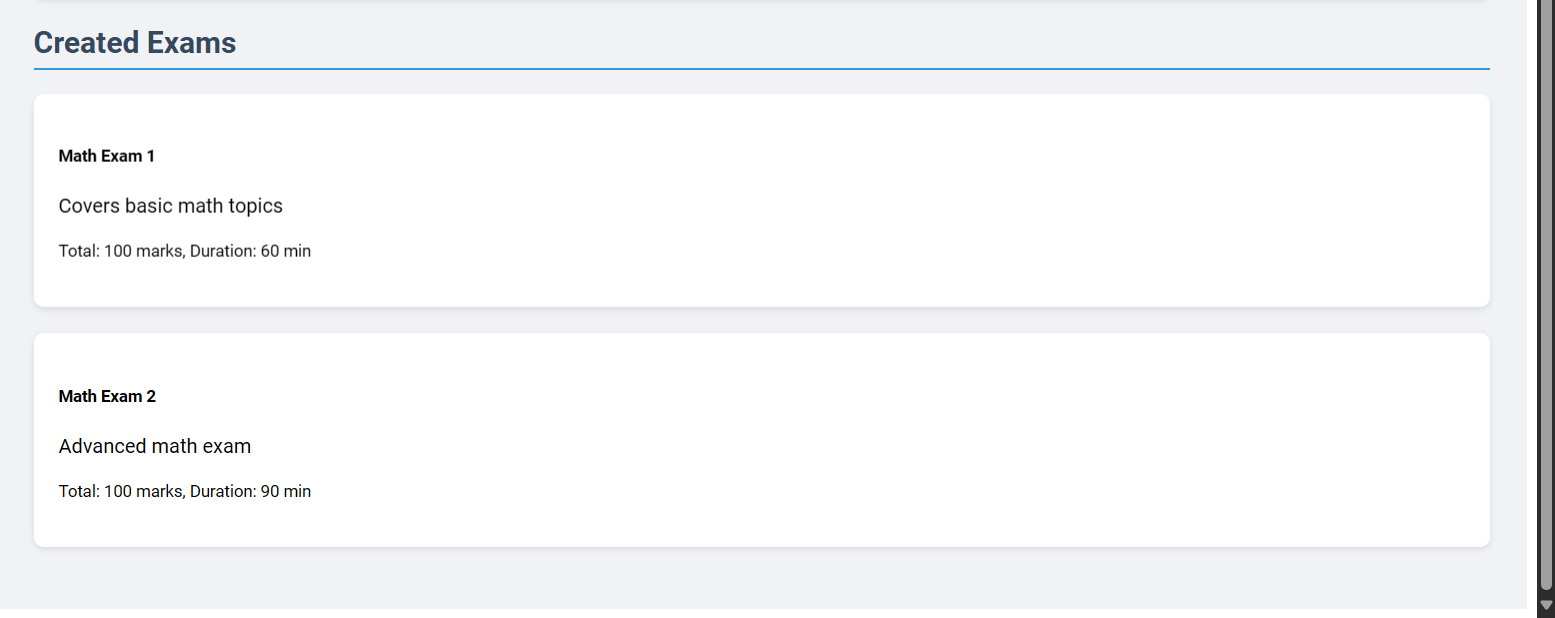 Created Exams
Math Exam 1
Covers basic math topics
Total: 100 marks, Duration: 60 min
Math Exam 2
Advanced math exam
Total: 100 marks, Duration: 90 min